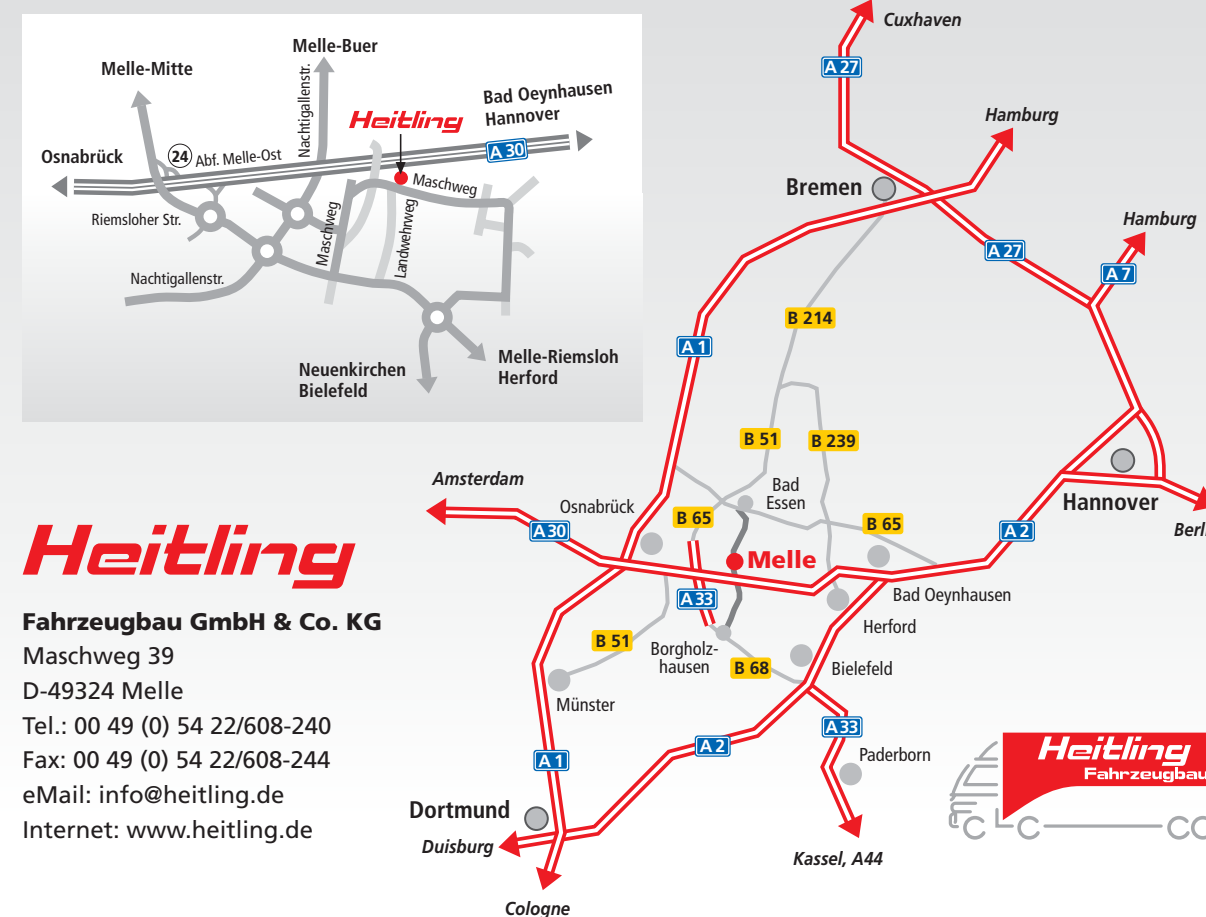 Melle-Mitte
Melle-Buer
Nachtigallenstr.
Bad Oeynhausen
Hannover
Heitling
A 30
Osnabrück
24
Abf. Melle-Ost
Maschweg
Riemsloher Str.
Maschweg
Landwehrweg
Nachtigallenstr.
Neuenkirchen
Bielefeld
Melle-Riemsloh
Herford
Cuxhaven
A 27
Hamburg
Bremen
Hamburg
A 27
A 7
B 214
A 1
B 51
B 239
Amsterdam
Osnabrück
Bad
Essen
Hannover
A30
B 65
B 65
A 2
Berl
Melle
A 33
Bad Oeynhausen
Herford
B 51
Borgholz-
hausen
B 68
Bielefeld
Münster
A 33
A 2
A 1
Paderborn
Dortmund
Duisburg
Kassel, A44
Cologne
Heitling
Fahrzeugbau GmbH & Co. KG
Maschweg 39
D-49324 Melle
Tel.: 00 49 (0) 54 22/608-240
Fax: 00 49 (0) 54 22/608-244
eMail: info@heitling.de
Internet: www.heitling.de
Heitling
Fahrzeugbau